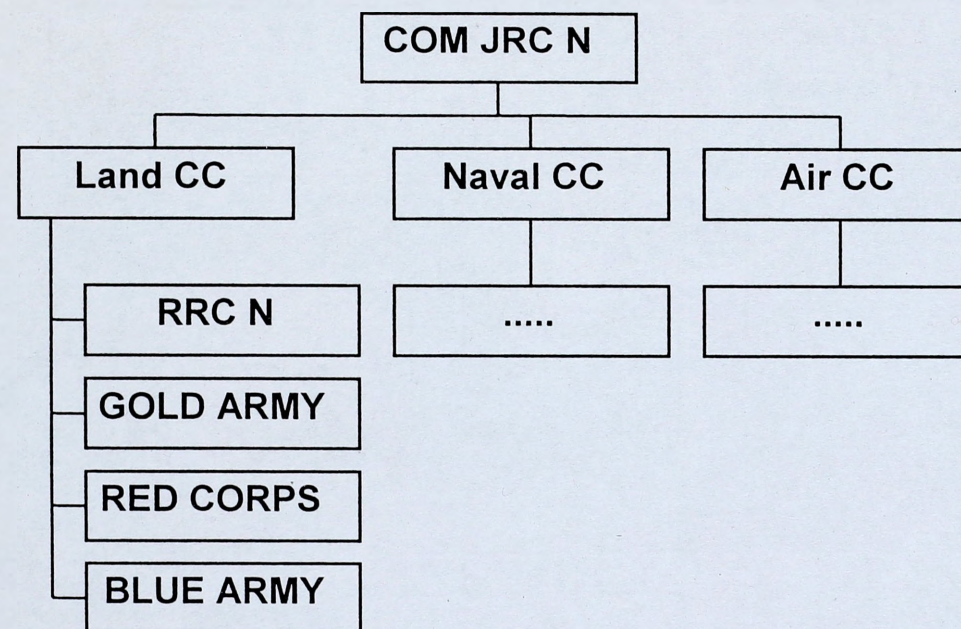 COM JRC N
Land CC
Naval CC
Air CC
RRC N
.....
.....
GOLD ARMY
RED CORPS
BLUE ARMY